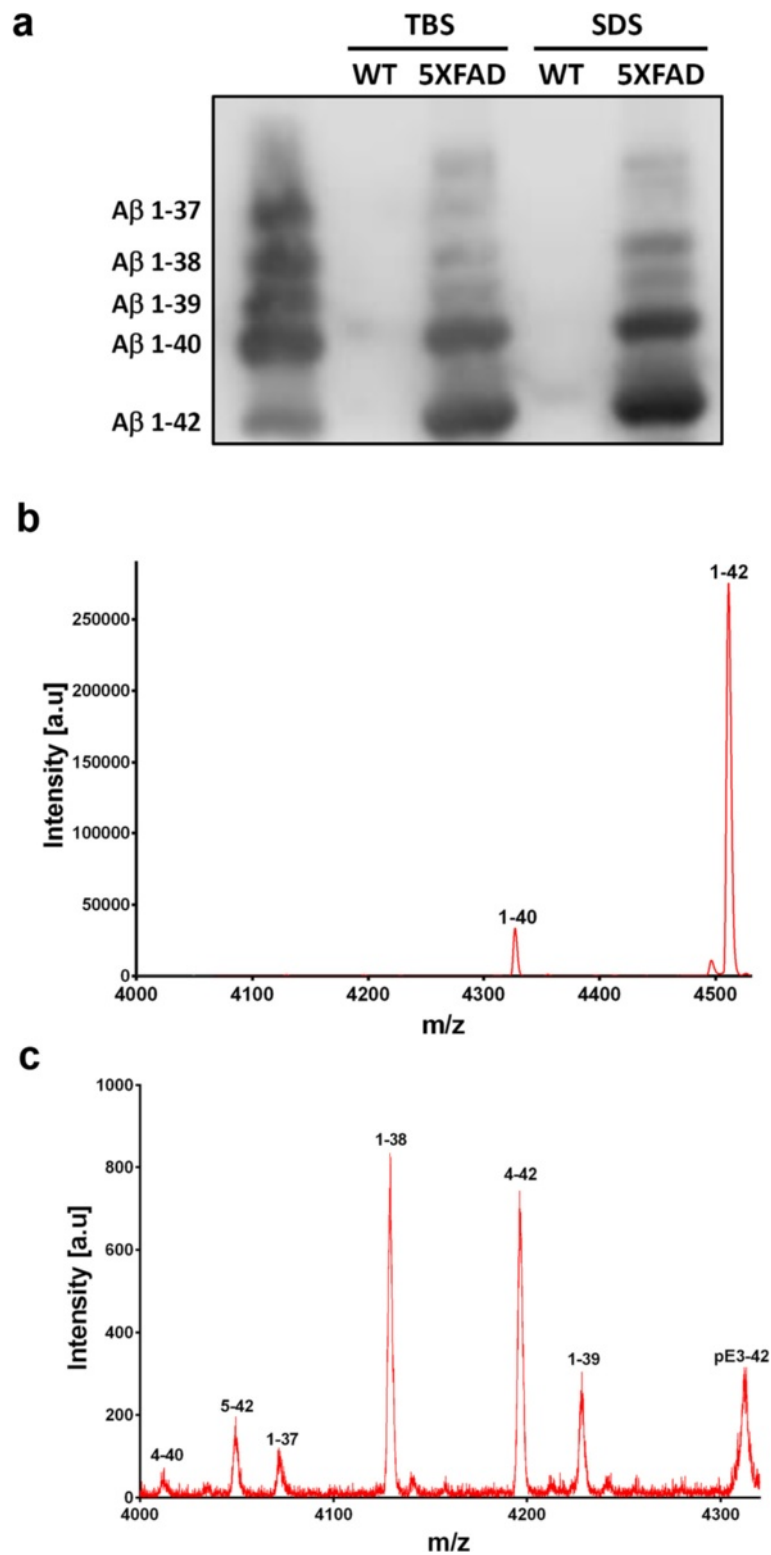 a
TBS SDS
WT 5XFAD WT 5XFAD
Aβ 1-37
Aβ 1-38
Aβ 1-39
Aβ 1-40
Aβ 1-42
b
1-42
250000
200000
Intensity [a.u]
150000
100000
50000
1-40
0
4000 4100 4200 4300 4400 4500
m/z
c
1000
1-38
800
4-42
Intensity [a.u]
600
400
1-39
pE3-42
5-42
200
1-37
4-40
0
4000 4100 4200 4300
m/z